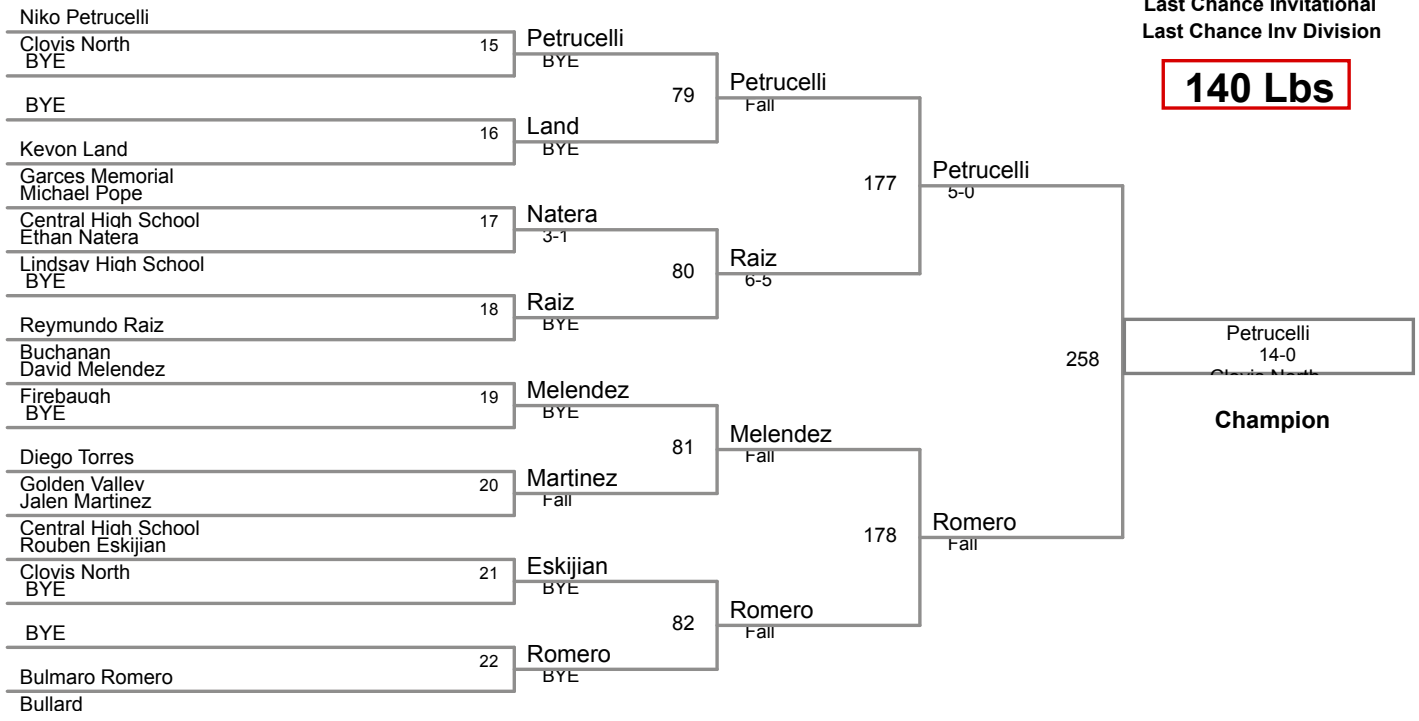 Last Chance Invitational
Last Chance Inv Division
140 Lbs
Niko Petrucelli
Clovis North
BYE
15
BYE
16
Kevon Land
Garces Memorial
Michael Pope
17
Central High School
Ethan Natera
Lindsay High School
BYE
18
Reymundo Raiz
Buchanan
David Melendez
19
Firebaugh
BYE
Diego Torres
20
Golden Valley
Jalen Martinez
Central High School
Rouben Eskijian
21
Clovis North
BYE
BYE
22
Bulmaro Romero
Bullard
Petrucelli
BYE
79
Land
BYE
Natera
3-1
80
Raiz
BYE
Melendez
BYE
81
Martinez
Fall
Eskijian
BYE
82
Romero
BYE
Petrucelli
Fall
177
Raiz
6-5
Melendez
Fall
178
Romero
Fall
Petrucelli
5-0
258
Romero
Fall
Petrucelli
14-0
Clovis North
Champion